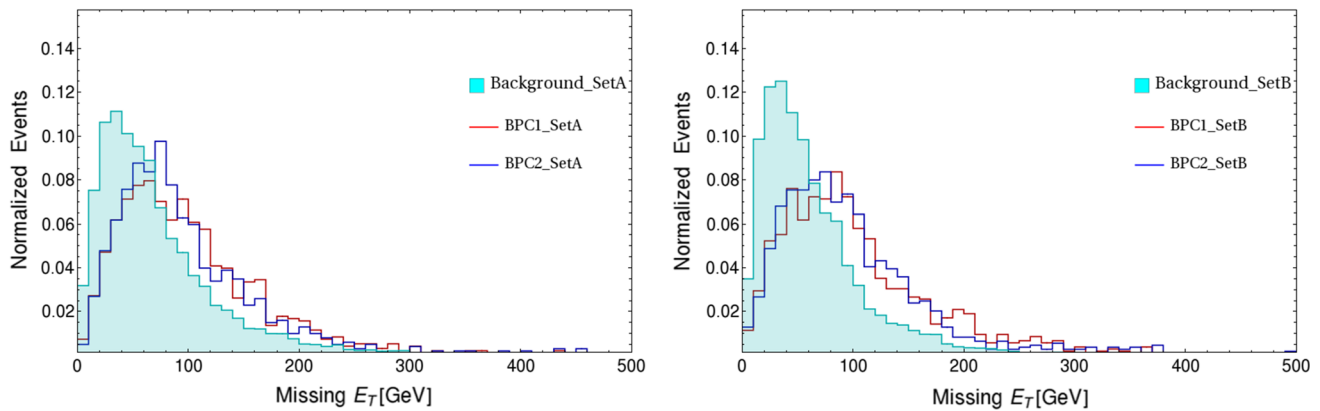 0.14
0.12
0.10
0.08
0.06
0.04
0.02
Normalized Events
0 100 200 300 400 500
Missing E_T[GeV]
Background_SetA
BPC1_SetA
BPC2_SetA
0.14
0.12
0.10
0.08
0.06
0.04
0.02
Normalized Events
0 100 200 300 400 500
Missing E_T[GeV]
Background_SetB
BPC1_SetB
BPC2_SetB